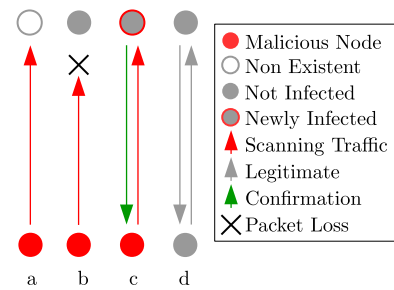 Malicious Node
Non Existent
Not Infected
Newly Infected
Scanning Traffic
Legitimate
Confirmation
Packet Loss
a b c d